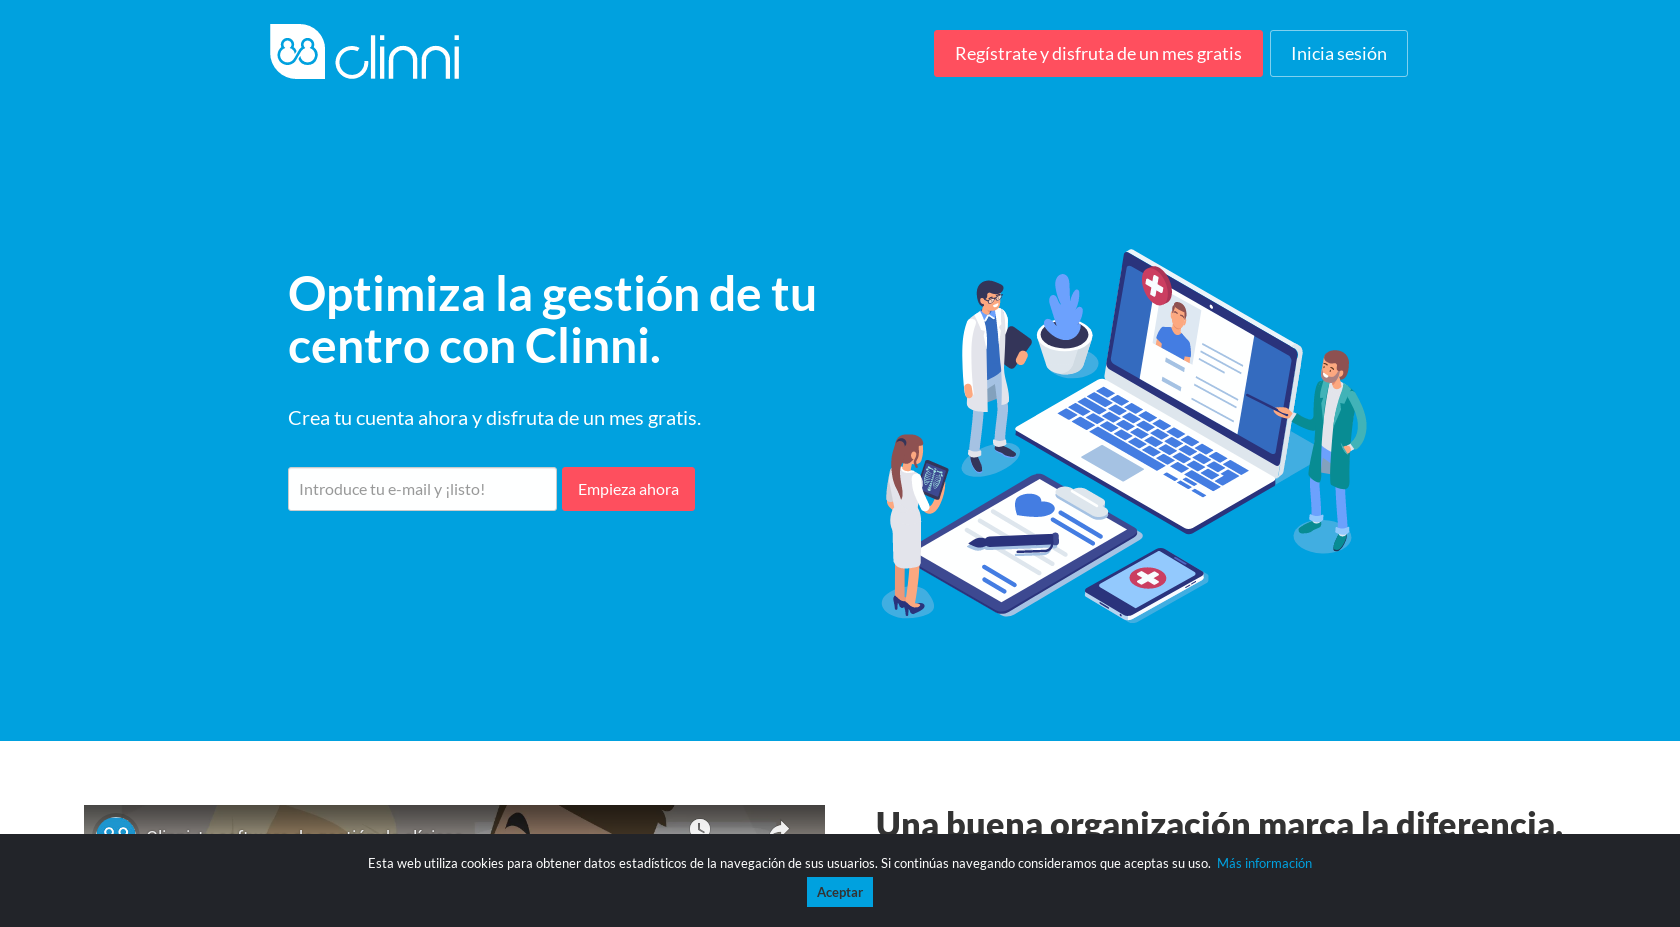 clinni
Regístrate y disfruta de un mes gratis
Inicia sesión
Optimiza la gestión de tu
centro con Clinni.
Crea tu cuenta ahora y disfruta de un mes gratis.
Introduce tu e-mail y ¡listo!
Empieza ahora
Una buena organización marca la diferencia.
Esta web utiliza cookies para obtener datos estadísticos de la navegación de sus usuarios. Si continúas navegando consideramos que aceptas su uso. Más información
Aceptar